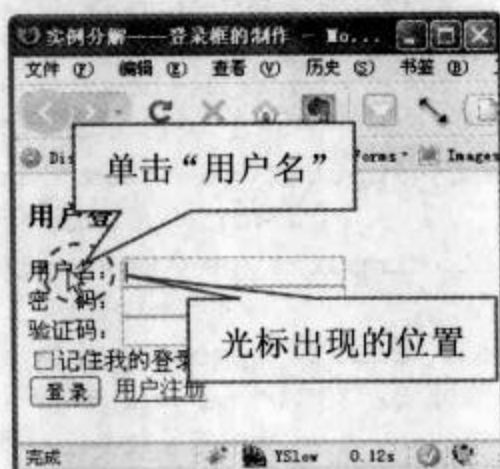 实例分解——登录框的制作 - Mo...
文件 (F) 编辑 (E) 查看 (V) 历史 (S) 书签 (B)
C
Dis orms Images
单击“用户名”
用户登
用户名:
密 码:
光标出现的位置
验证码:
记住我的登录
登录 用户注册
完成 YSlow 0.12s